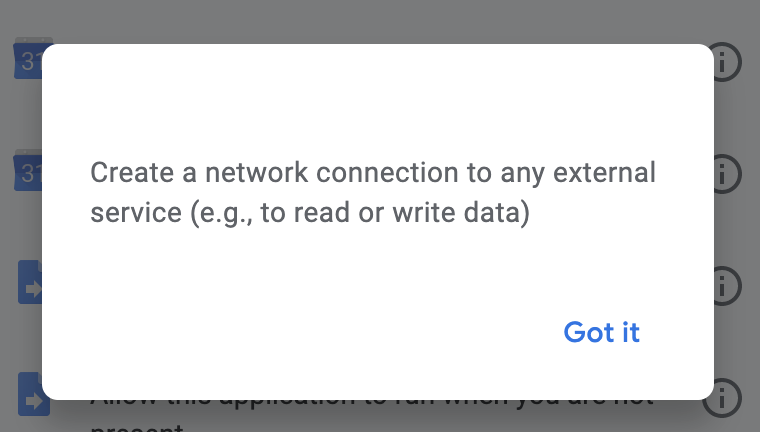 31
31
Create a network connection to any external
service (e.g., to read or write data)
Got it
Allow this application to run when you are not
present